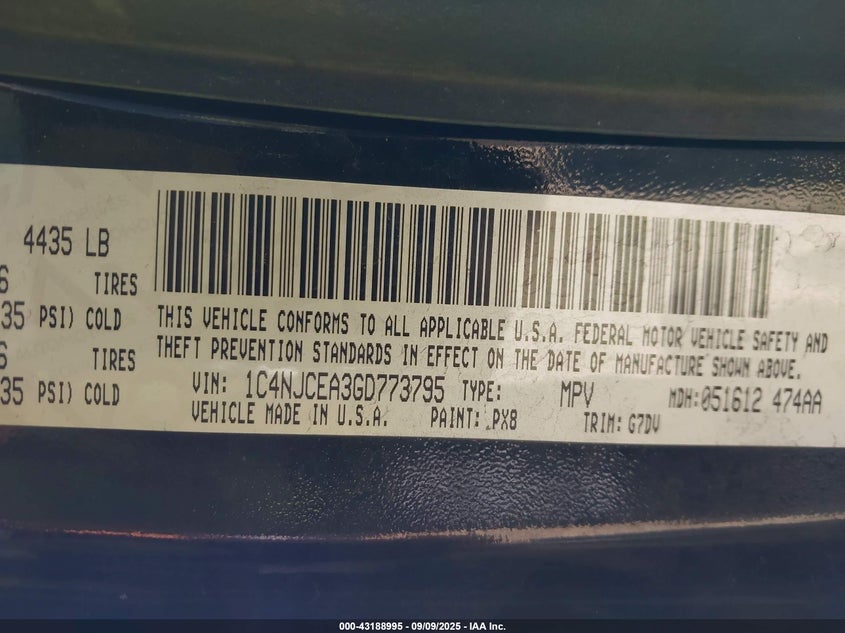 4435 LB
TIRES
35 PSI) COLD
TIRES
35 PSI) COLD
THIS VEHICLE CONFORMS TO ALL APPLICABLE U.S.A. FEDERAL MOTOR VEHICLE SAFETY AND
THEFT PREVENTION STANDARDS IN EFFECT ON THE DATE OF MANUFACTURE SHOWN ABOVE.
VIN: 1C4NJCEA3GD773795 TYPE: MPV MDH:051612 474AA
VEHICLE MADE IN U.S.A. PAINT: PX8 TRIM: G7DV
000-43188995 - 09/09/2025 - IAA Inc.